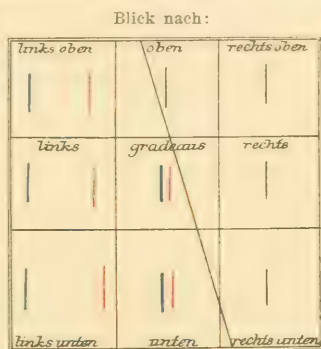 Blick nach:
links oben oben rechts oben
links gradeaus rechts
links unten unten rechts unten